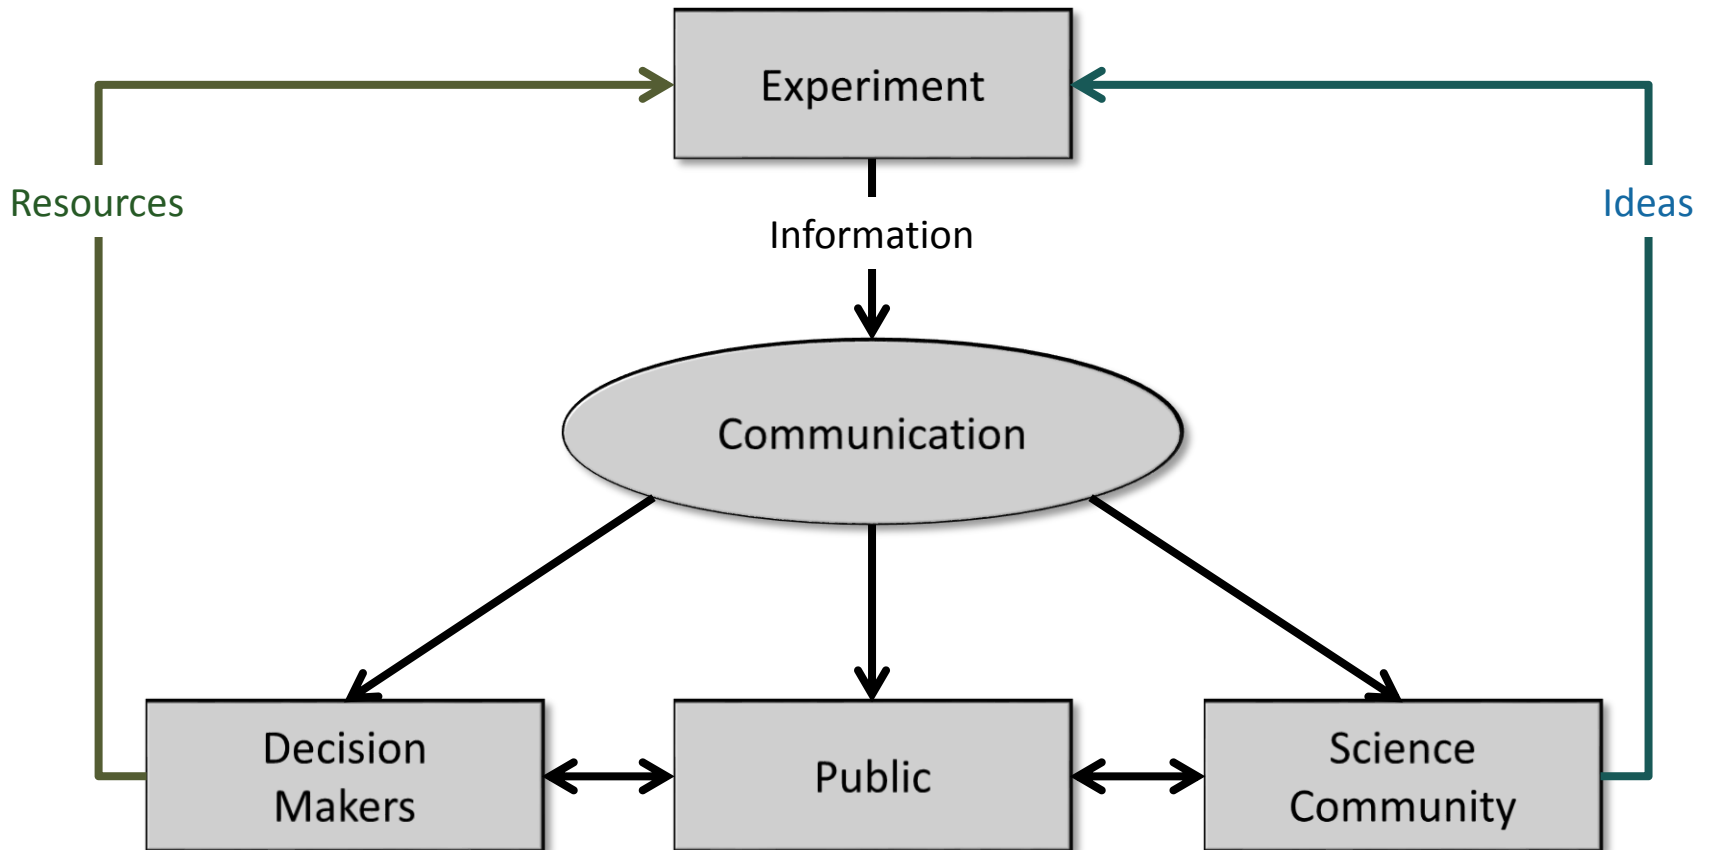 Experiment
Resources
Ideas
Information
Communication
Decision
Makers
Public
Science
Community